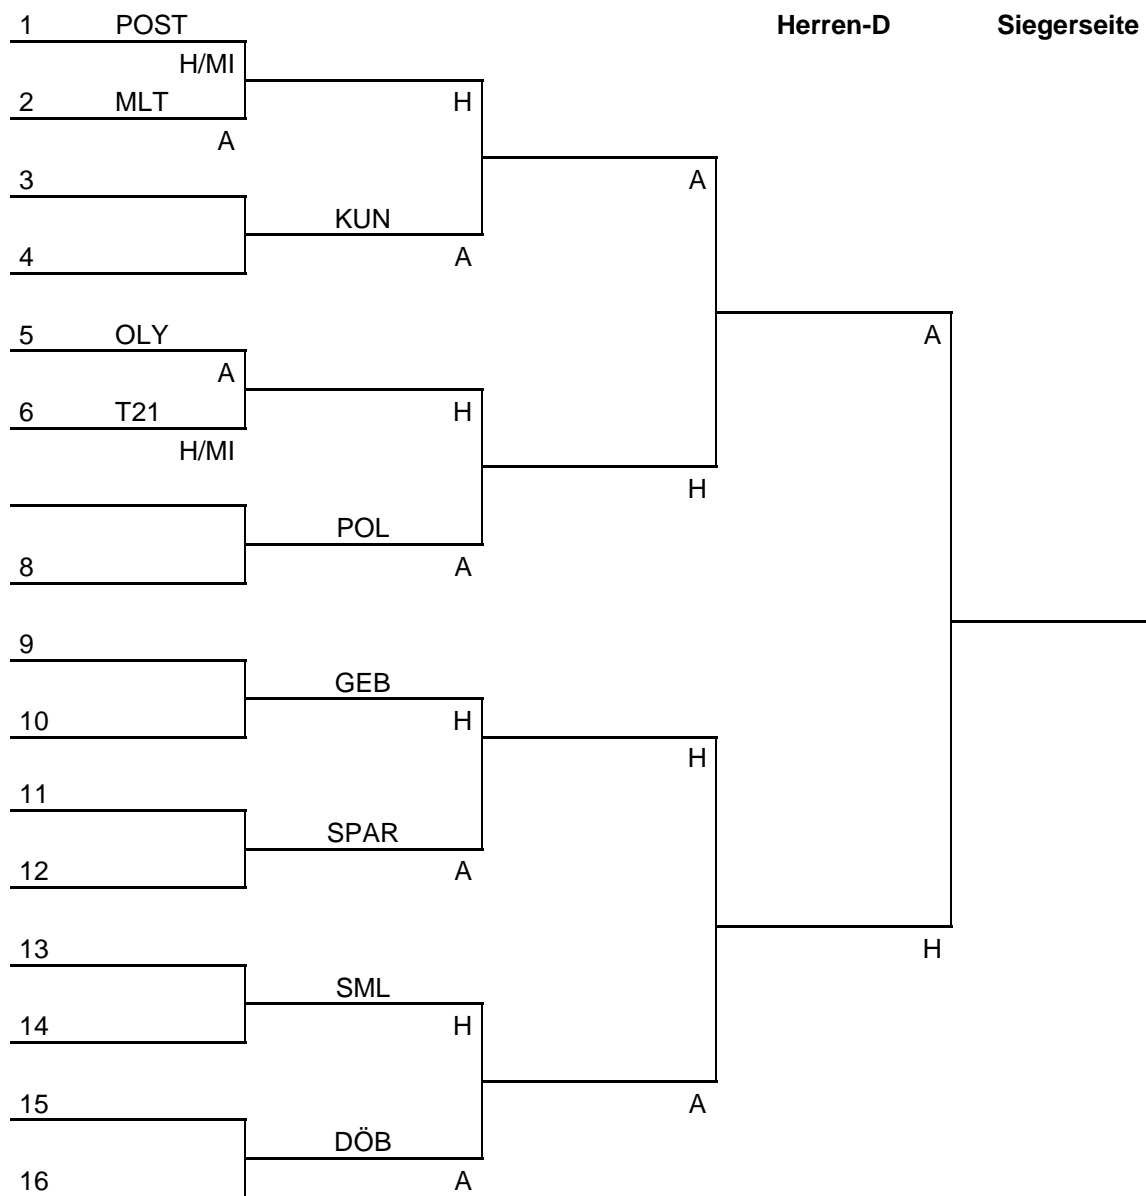 1 POST Herren-D Siegerseite
H/MI
2 MLT H
A
3 A
KUN
4 A
5 OLY A
A
6 T21 H
H/MI
H
POL
8 A
9
GEB
10 H
H
11
SPAR
12 A
13 H
SML
14 H
15 A
DÖB
16 A